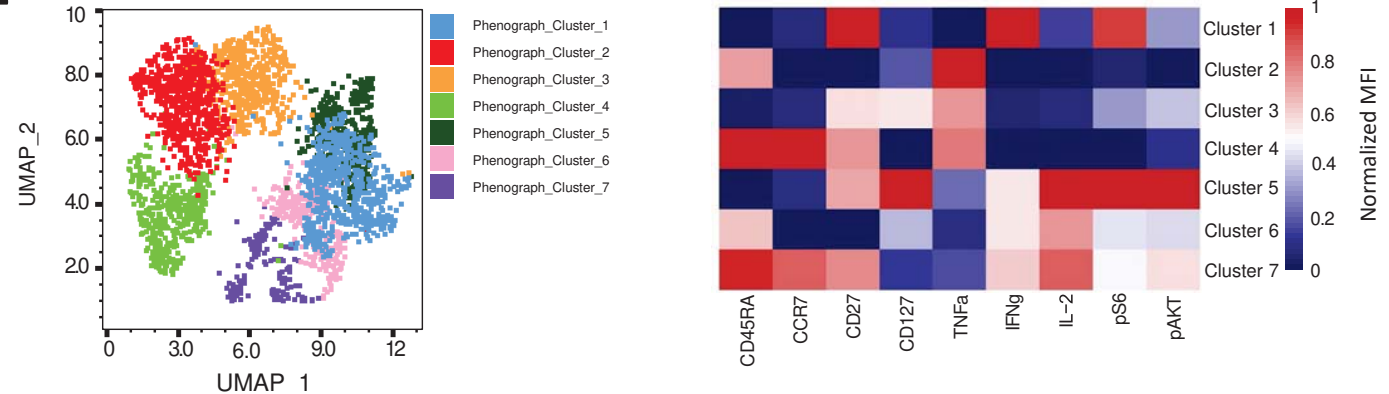 10
8.0
6.0
4.0
2.0
UMAP_2
0
3.0
6.0
9.0
12
UMAP_1
Phenograph_Cluster_1
Phenograph_Cluster_2
Phenograph_Cluster_3
Phenograph_Cluster_4
Phenograph_Cluster_5
Phenograph_Cluster_6
Phenograph_Cluster_7
Cluster 1
Cluster 2
Cluster 3
Cluster 4
Cluster 5
Cluster 6
Cluster 7
CD45RA
CCR7
CD27
CD127
TNFa
IFNg
IL-2
pS6
pAKT
1
0.8
0.6
0.4
0.2
0
Normalized MFI